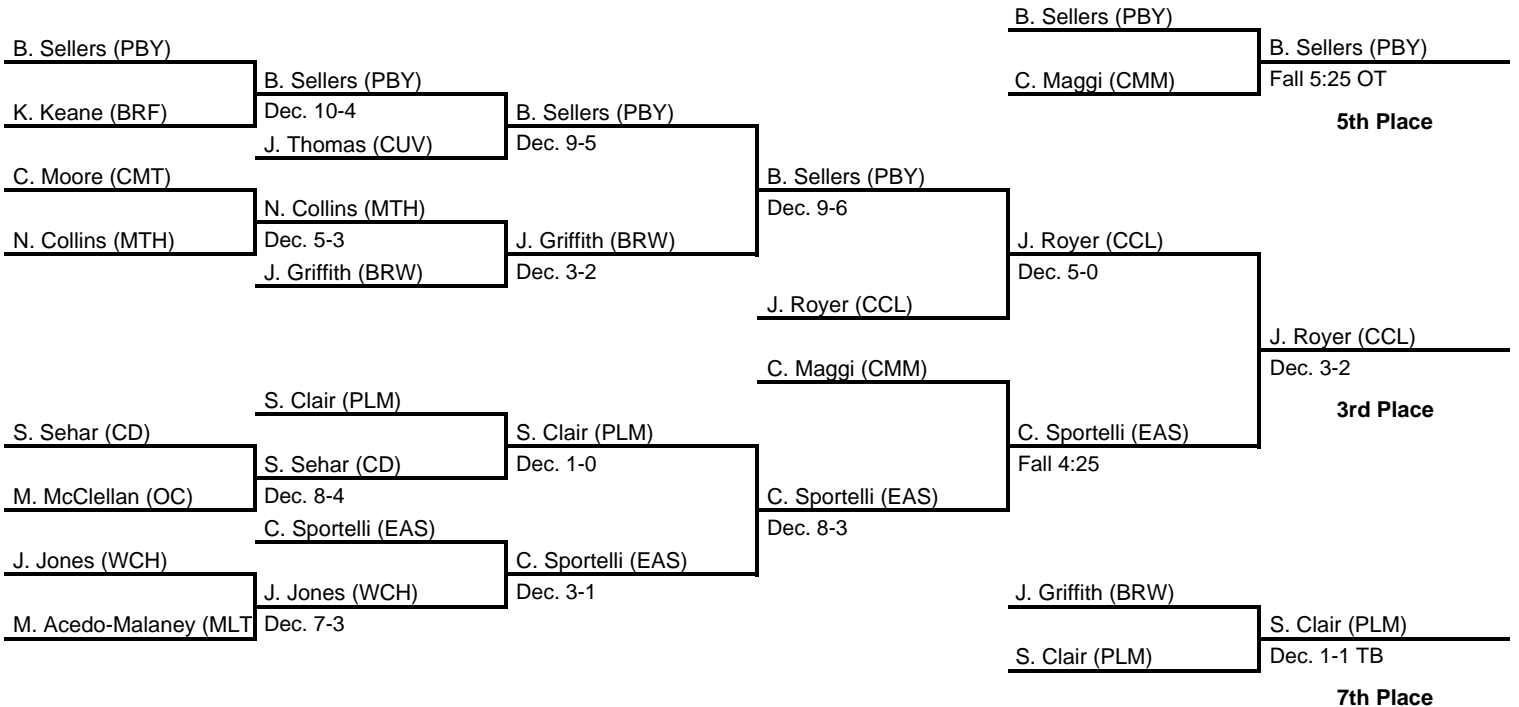 B. Sellers (PBY)
K. Keane (BRF)
C. Moore (CMT)
N. Collins (MTH)
S. Sehar (CD)
M. McClellan (OC)
J. Jones (WCH)
M. Acedo-Malaney (MLT
B. Sellers (PBY)
Dec. 10-4
J. Thomas (CUV)
N. Collins (MTH)
Dec. 5-3
J. Griffith (BRW)
S. Clair (PLM)
S. Sehar (CD)
Dec. 8-4
C. Sportelli (EAS)
J. Jones (WCH)
Dec. 7-3
B. Sellers (PBY)
Dec. 9-5
J. Griffith (BRW)
Dec. 3-2
S. Clair (PLM)
Dec. 1-0
C. Sportelli (EAS)
Dec. 3-1
B. Sellers (PBY)
Dec. 9-6
J. Royer (CCL)
C. Maggi (CMM)
C. Sportelli (EAS)
Dec. 8-3
J. Royer (CCL)
Dec. 5-0
C. Sportelli (EAS)
Fall 4:25
J. Royer (CCL)
Dec. 3-2
3rd Place
B. Sellers (PBY)
C. Maggi (CMM)
B. Sellers (PBY)
Fall 5:25 OT
5th Place
J. Griffith (BRW)
S. Clair (PLM)
S. Clair (PLM)
Dec. 1-1 TB
7th Place